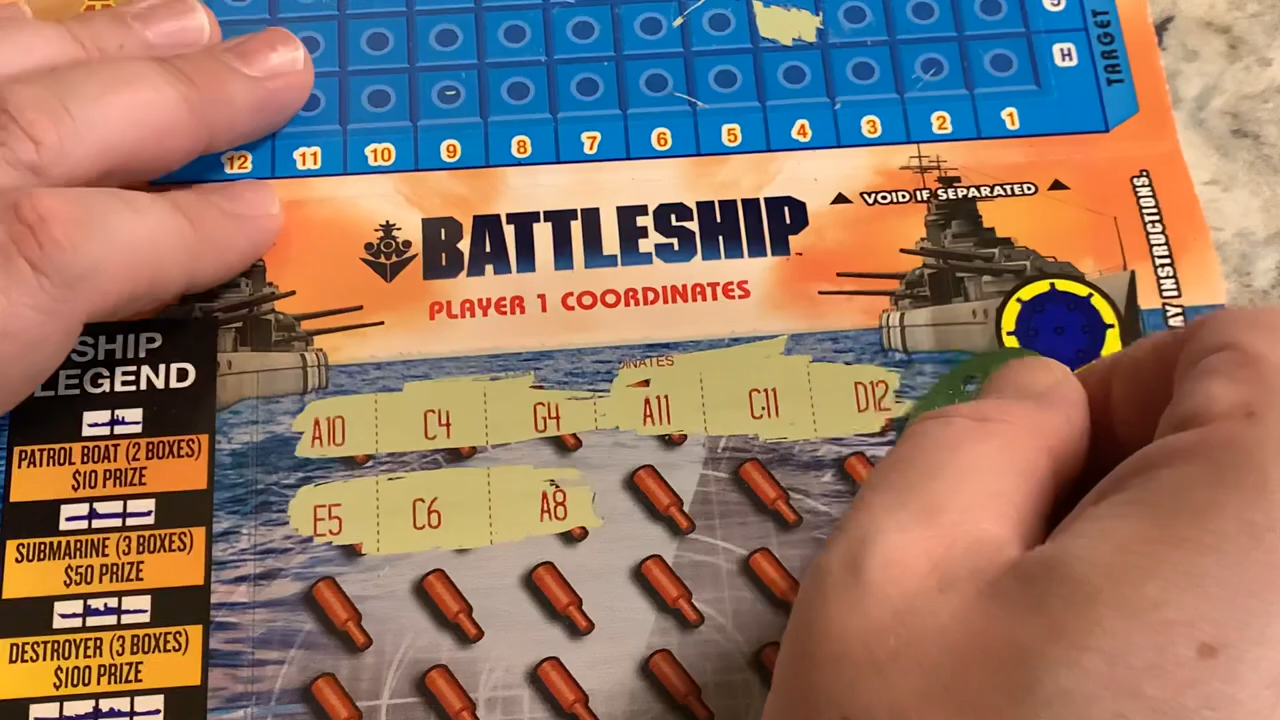 G
H
TARGET
12 11 10 9 8 7 6 5 4 3 2 1
BATTLESHIP
VOID IF SEPARATED
PLAYER 1 COORDINATES
AY INSTRUCTIONS.
SHIP
LEGEND
DINATES
A10 C4 G4 A11 C11 D12
E5 C6 A8
PATROL BOAT (2 BOXES)
$10 PRIZE
SUBMARINE (3 BOXES)
$50 PRIZE
DESTROYER (3 BOXES)
$100 PRIZE